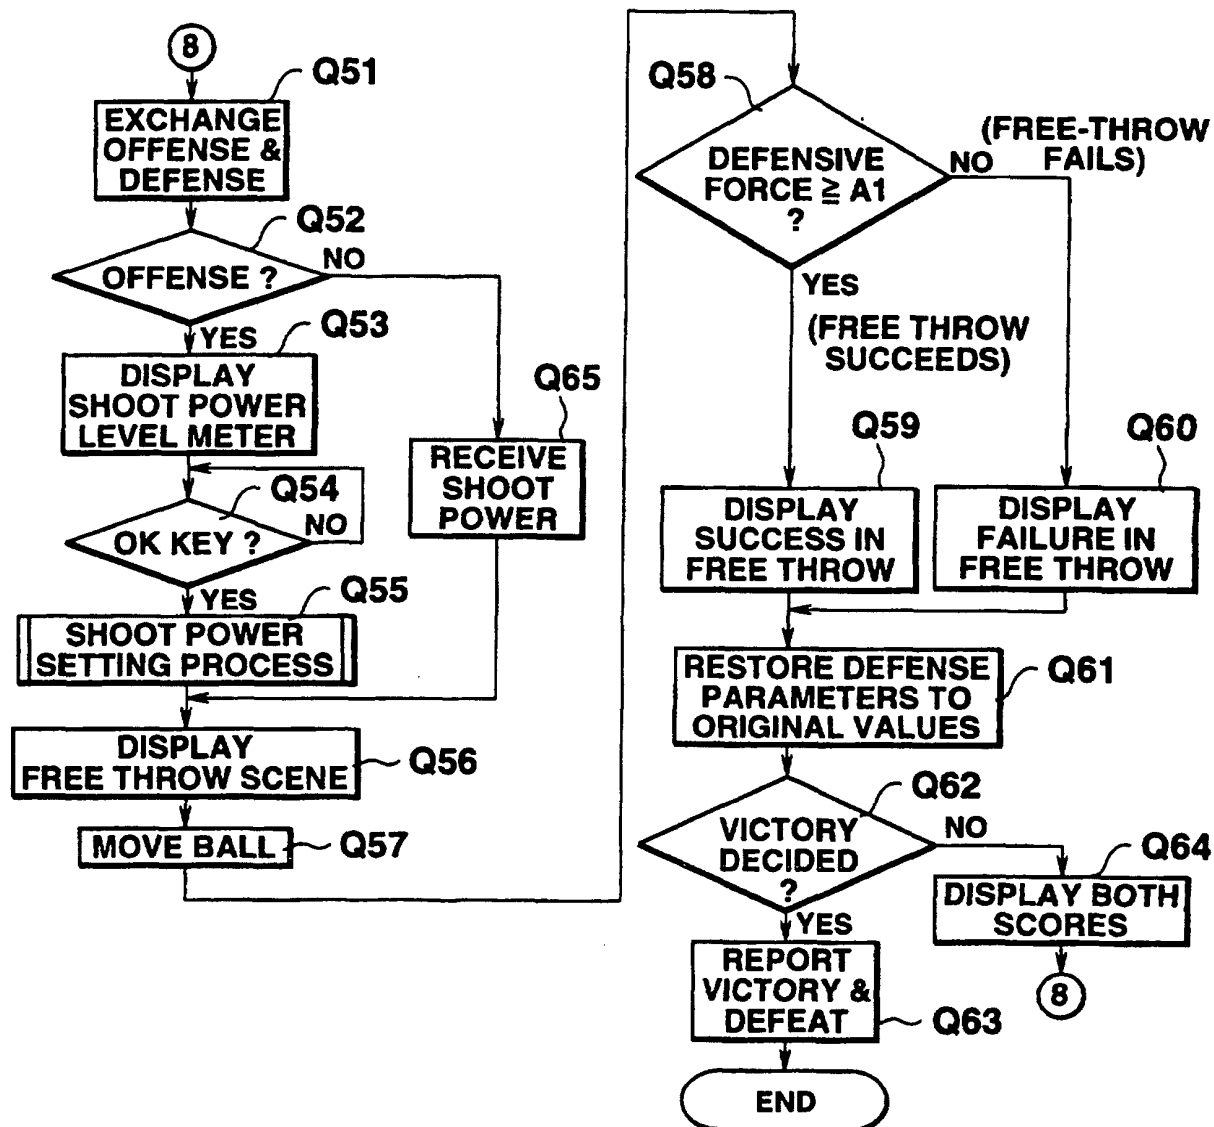 8
Q51
EXCHANGE
OFFENSE &
DEFENSE
Q52
OFFENSE ?
NO
YES
Q53
DISPLAY
SHOOT POWER
LEVEL METER
Q65
RECEIVE
SHOOT
POWER
Q54
OK KEY ?
NO
YES
Q55
SHOOT POWER
SETTING PROCESS
DISPLAY
FREE THROW SCENE
Q56
MOVE BALL
Q57
Q58
DEFENSIVE
FORCE ≧ A1
?
NO
(FREE-THROW
FAILS)
YES
(FREE THROW
SUCCEEDS)
Q59
DISPLAY
SUCCESS IN
FREE THROW
Q60
DISPLAY
FAILURE IN
FREE THROW
RESTORE DEFENSE
PARAMETERS TO
ORIGINAL VALUES
Q61
Q62
VICTORY
DECIDED
?
NO
Q64
DISPLAY BOTH
SCORES
8
YES
REPORT
VICTORY &
DEFEAT
Q63
END